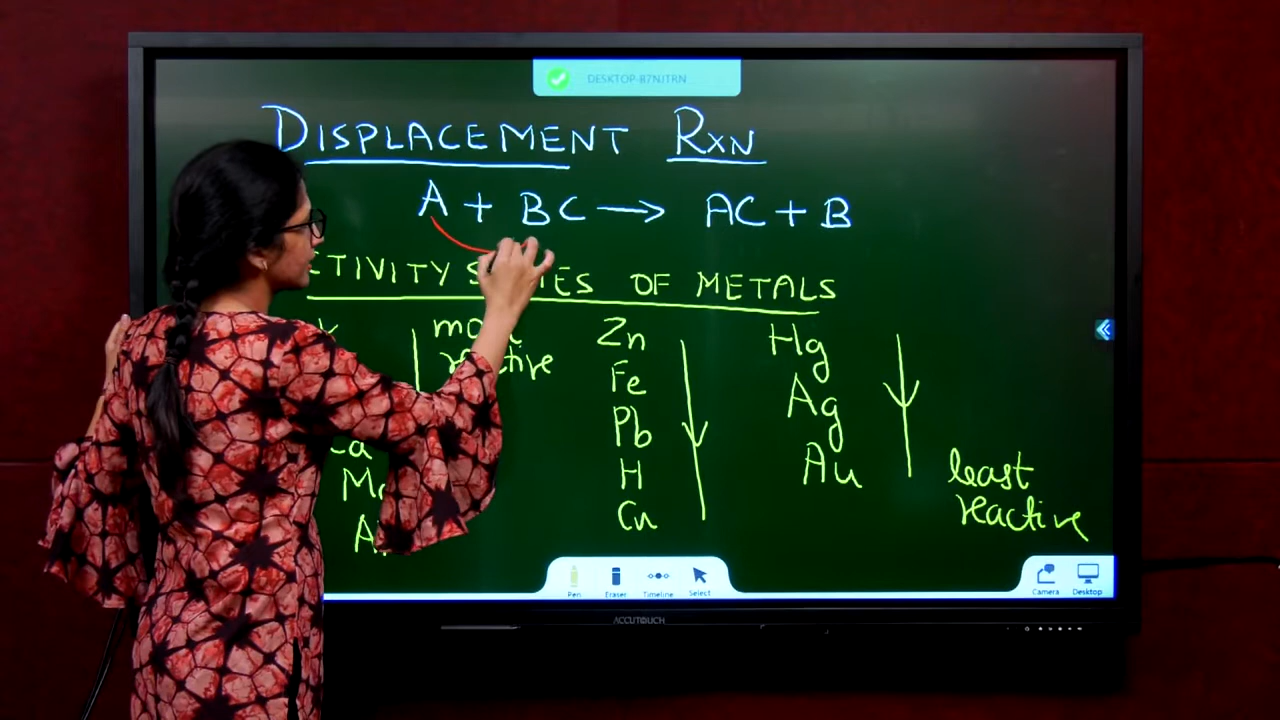 DESKTOP-B7NJTRN
DISPLACEMENT RXN
A + BC → AC + B
OF METALS
Zn
Fe
Pb
H
Cu
Hg
Ag
Au
least
reactive
Pen
Eraser
Timeline
Select
Camera
Desktop
ACCUTOUCH